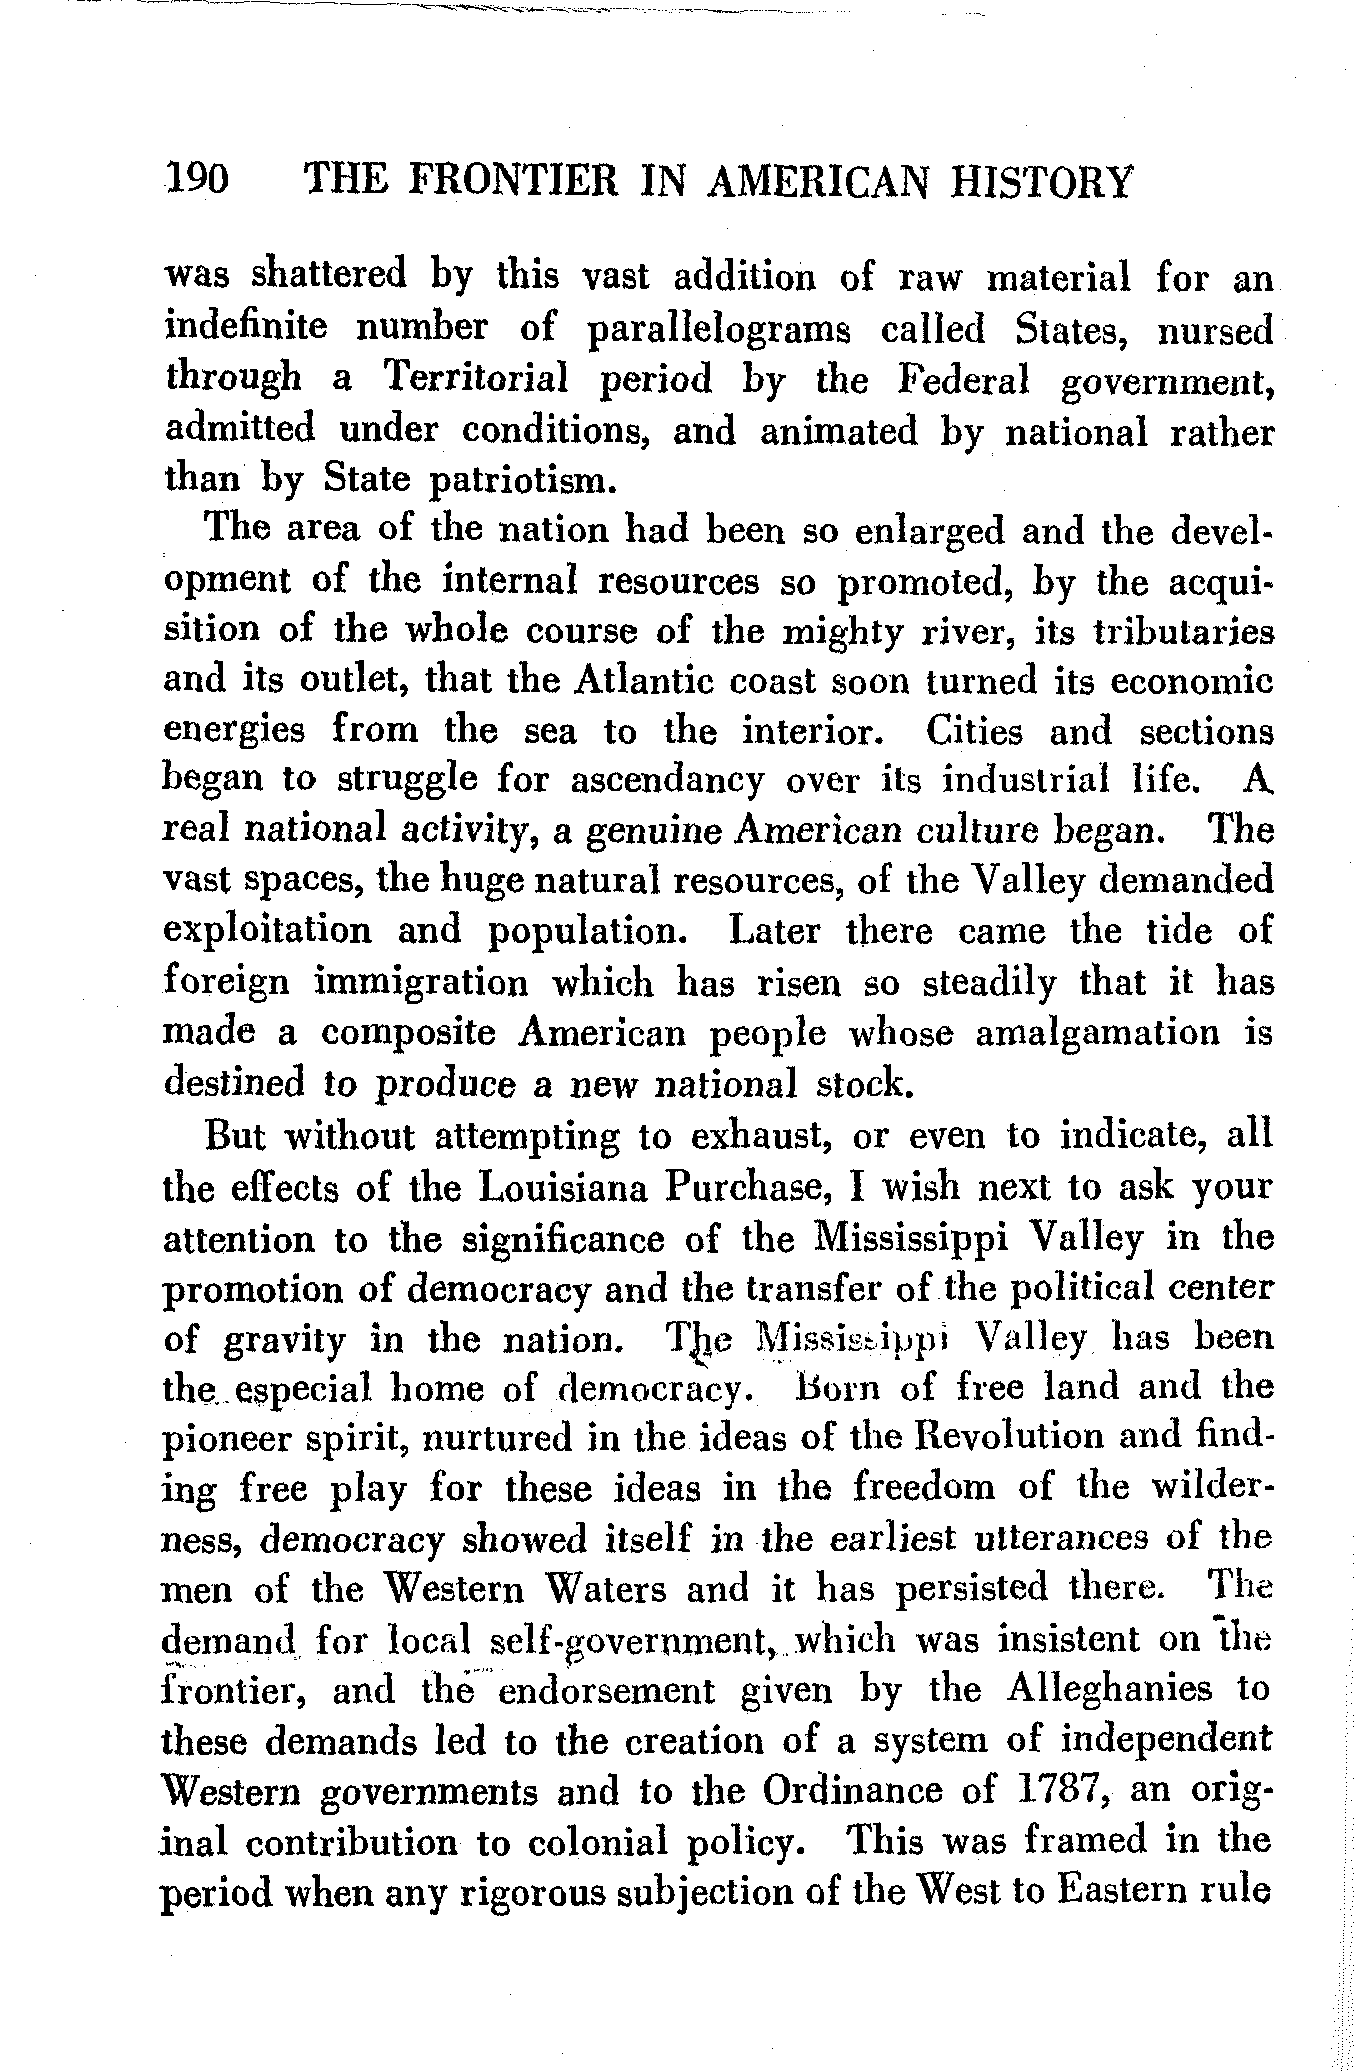 190 THE FRONTIER IN AMERICAN HISTORY
was shattered by this vast addition of raw material for an
indefinite number of parallelograms called States, nursed
through a Territorial period by the Federal government,
admitted under conditions, and animated by national rather
than by State patriotism.
The area of the nation had been so enlarged and the devel-
opment of the internal resources so promoted, by the acqui-
sition of the whole course of the mighty river, its tributaries
and its outlet, that the Atlantic coast soon turned its economic
energies from the sea to the interior. Cities and sections
began to struggle for ascendancy over its industrial life. A
real national activity, a genuine American culture began. The
vast spaces, the huge natural resources, of the Valley demanded
exploitation and population. Later there came the tide of
foreign immigration which has risen so steadily that it has
made a composite American people whose amalgamation is
destined to produce a new national stock.
But without attempting to exhaust, or even to indicate, all
the effects of the Louisiana Purchase, I wish next to ask your
attention to the significance of the Mississippi Valley in the
promotion of democracy and the transfer of the political center
of gravity in the nation. The Mississippi Valley has been
the especial home of democracy. Born of free land and the
pioneer spirit, nurtured in the ideas of the Revolution and find-
ing free play for these ideas in the freedom of the wilder-
ness, democracy showed itself in the earliest utterances of the
men of the Western Waters and it has persisted there. The
demand for local self-government, which was insistent on the
frontier, and the endorsement given by the Alleghanies to
these demands led to the creation of a system of independent
Western governments and to the Ordinance of 1787, an orig-
inal contribution to colonial policy. This was framed in the
period when any rigorous subjection of the West to Eastern rule